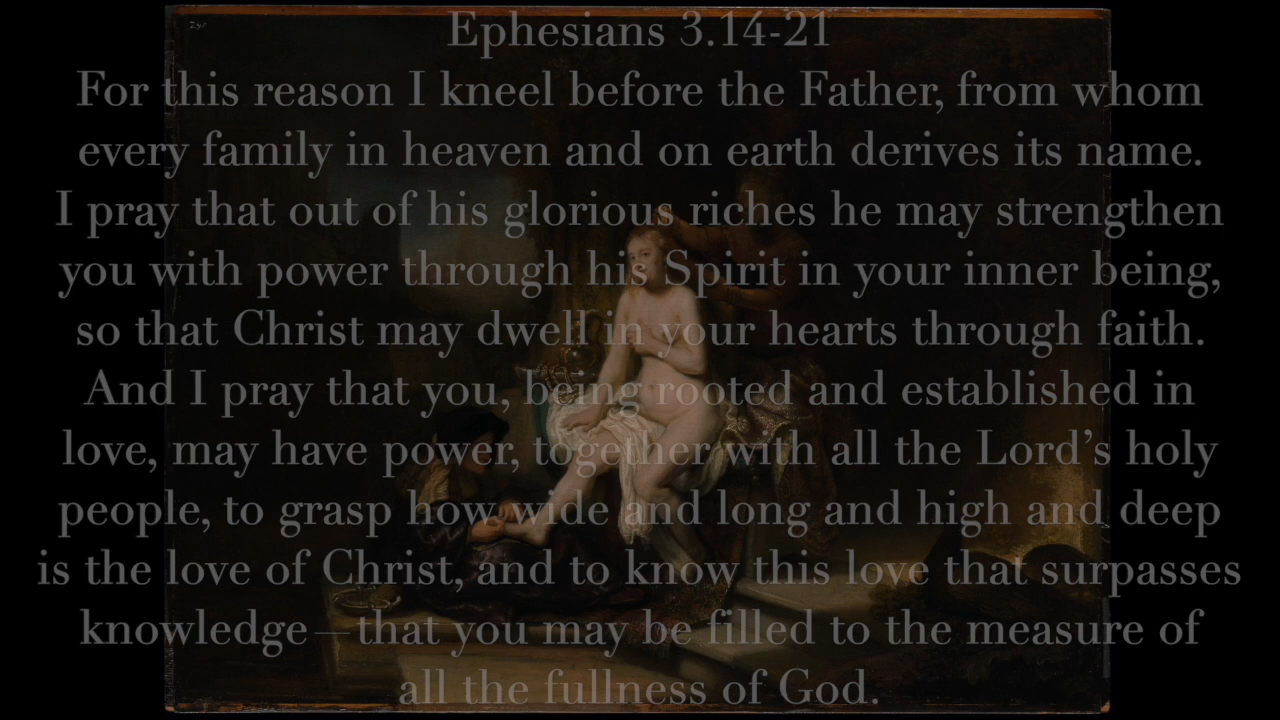 Ephesians 3.14-21
For this reason I kneel before the Father, from whom
every family in heaven and on earth derives its name.
I pray that out of his glorious riches he may strengthen
you with power through his Spirit in your inner being,
so that Christ may dwell in your hearts through faith.
And I pray that you, being rooted and established in
love, may have power, together with all the Lord’s holy
people, to grasp how wide and long and high and deep
is the love of Christ, and to know this love that surpasses
knowledge—that you may be filled to the measure of
all the fullness of God.